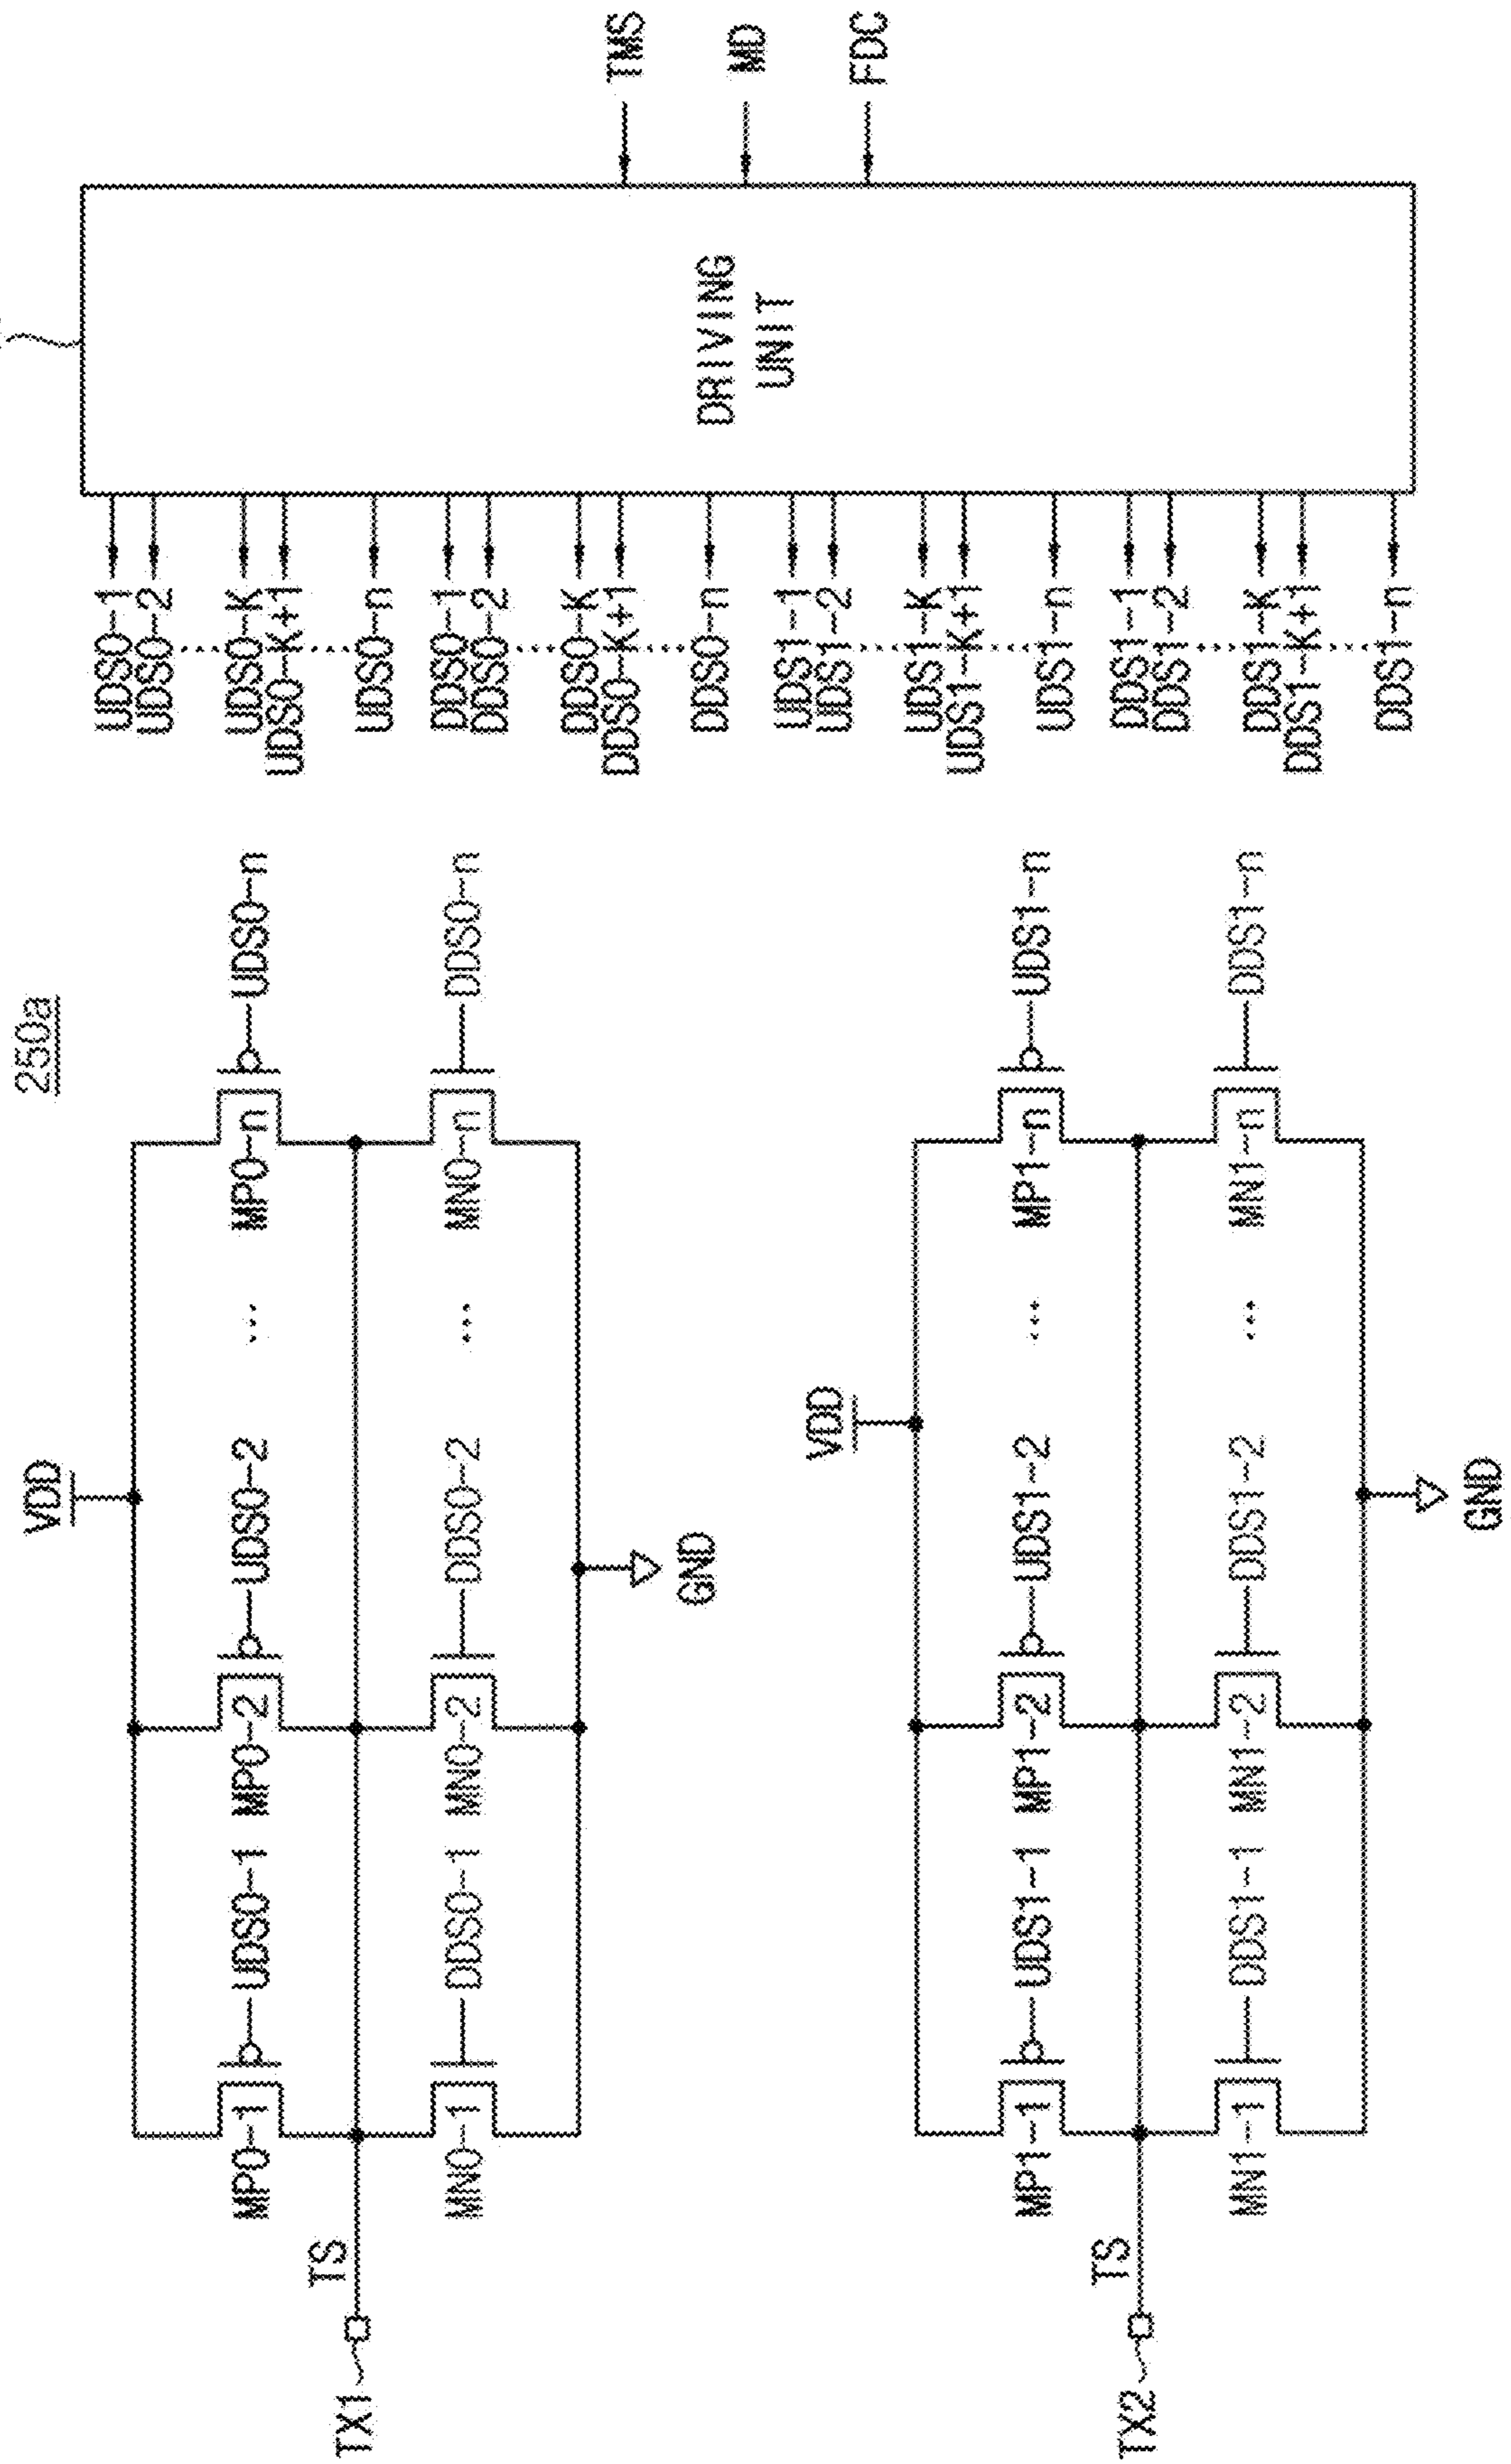 250a
VDD
UDS0-1
UDS0-2
UDS0-n
MP0-1
MP0-2
...
MP0-n
TS
TX1
MN0-1
MN0-2
...
MN0-n
DDS0-1
DDS0-2
DDS0-n
GND
VDD
UDS1-1
UDS1-2
UDS1-n
MP1-1
MP1-2
...
MP1-n
TS
TX2
MN1-1
MN1-2
...
MN1-n
DDS1-1
DDS1-2
DDS1-n
GND
UDS0-1
UDS0-2
UDS0-K
UDS0-K+1
UDS0-n
DDS0-1
DDS0-2
DDS0-K
DDS0-K+1
DDS0-n
UDS1-1
UDS1-2
UDS1-K
UDS1-K+1
UDS1-n
DDS1-1
DDS1-2
DDS1-K
DDS1-K+1
DDS1-n
DRIVING
UNIT
TMS
MD
FDC